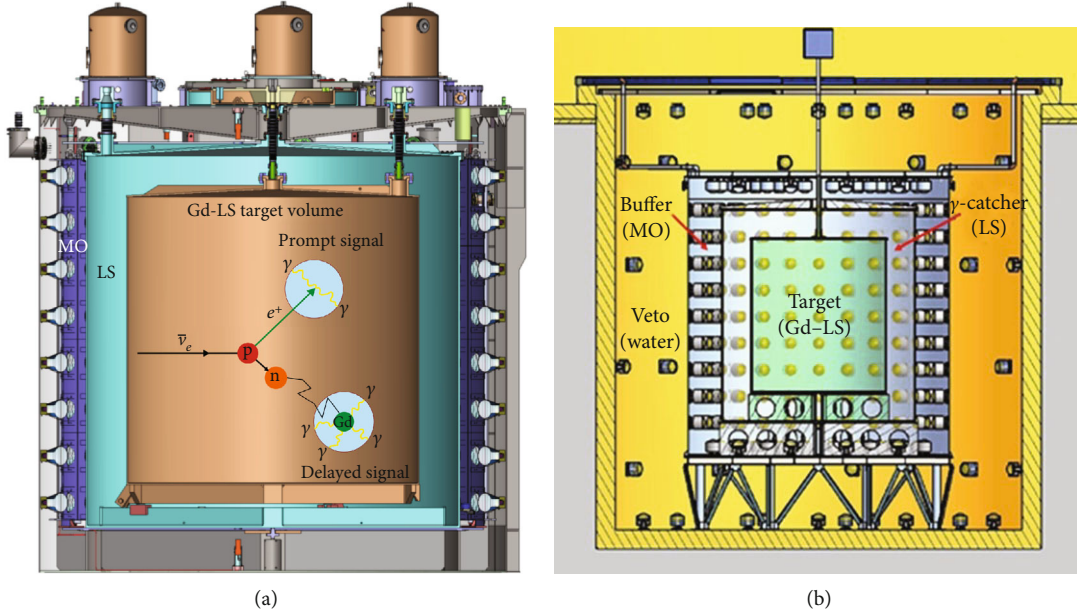 Gd-LS target volume
Prompt signal
MO
LS
γ
γ
e⁺
ν̄ₑ
P
n
Gd
γ
γ
γ
γ
Delayed signal
(a)
Buffer
(MO)
γ-catcher
(LS)
Target
(Gd–LS)
Veto
(water)
(b)